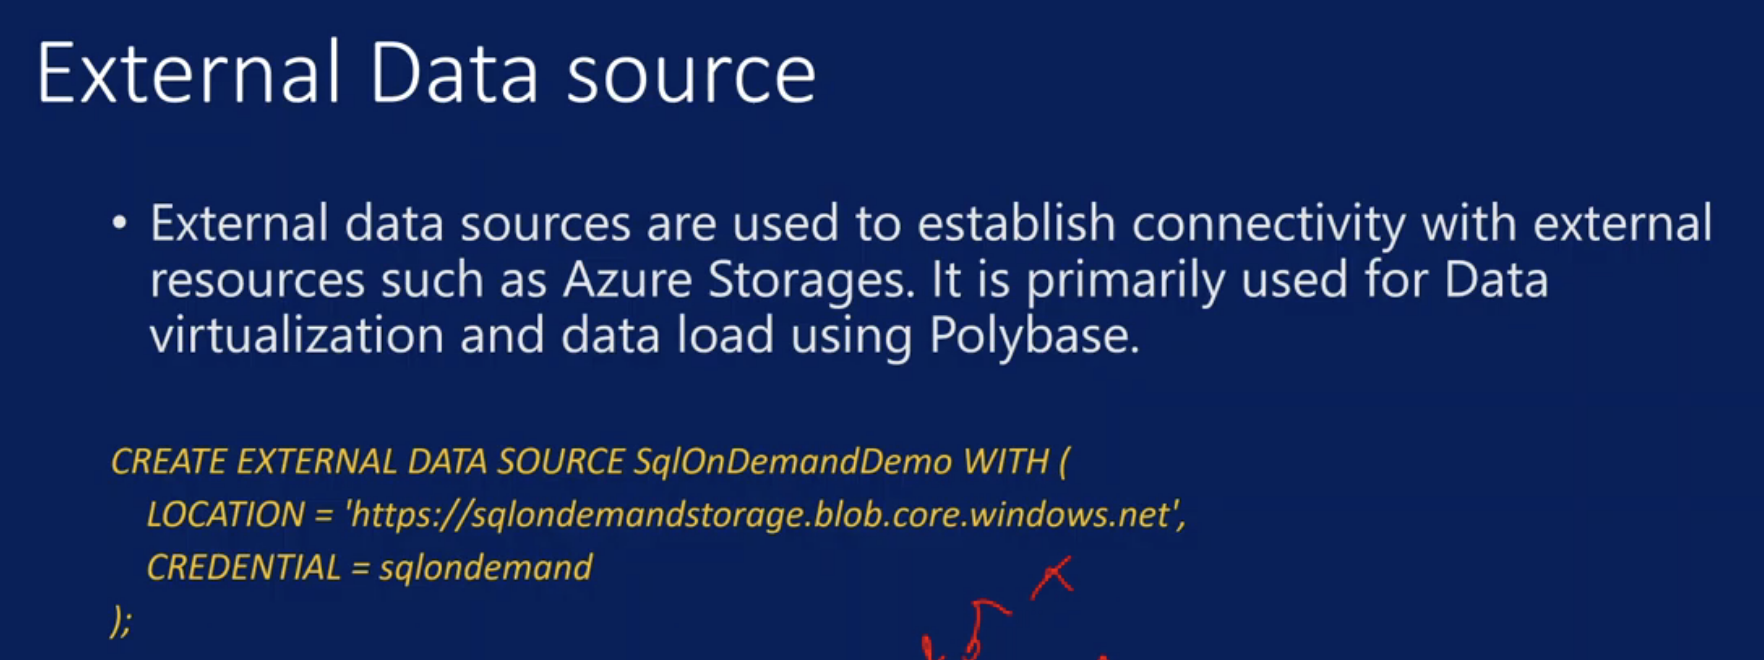 External Data source
• External data sources are used to establish connectivity with external
resources such as Azure Storages. It is primarily used for Data
virtualization and data load using Polybase.
CREATE EXTERNAL DATA SOURCE SqlOnDemandDemo WITH (
LOCATION = 'https://sqlondemandstorage.blob.core.windows.net',
CREDENTIAL = sqlondemand
);